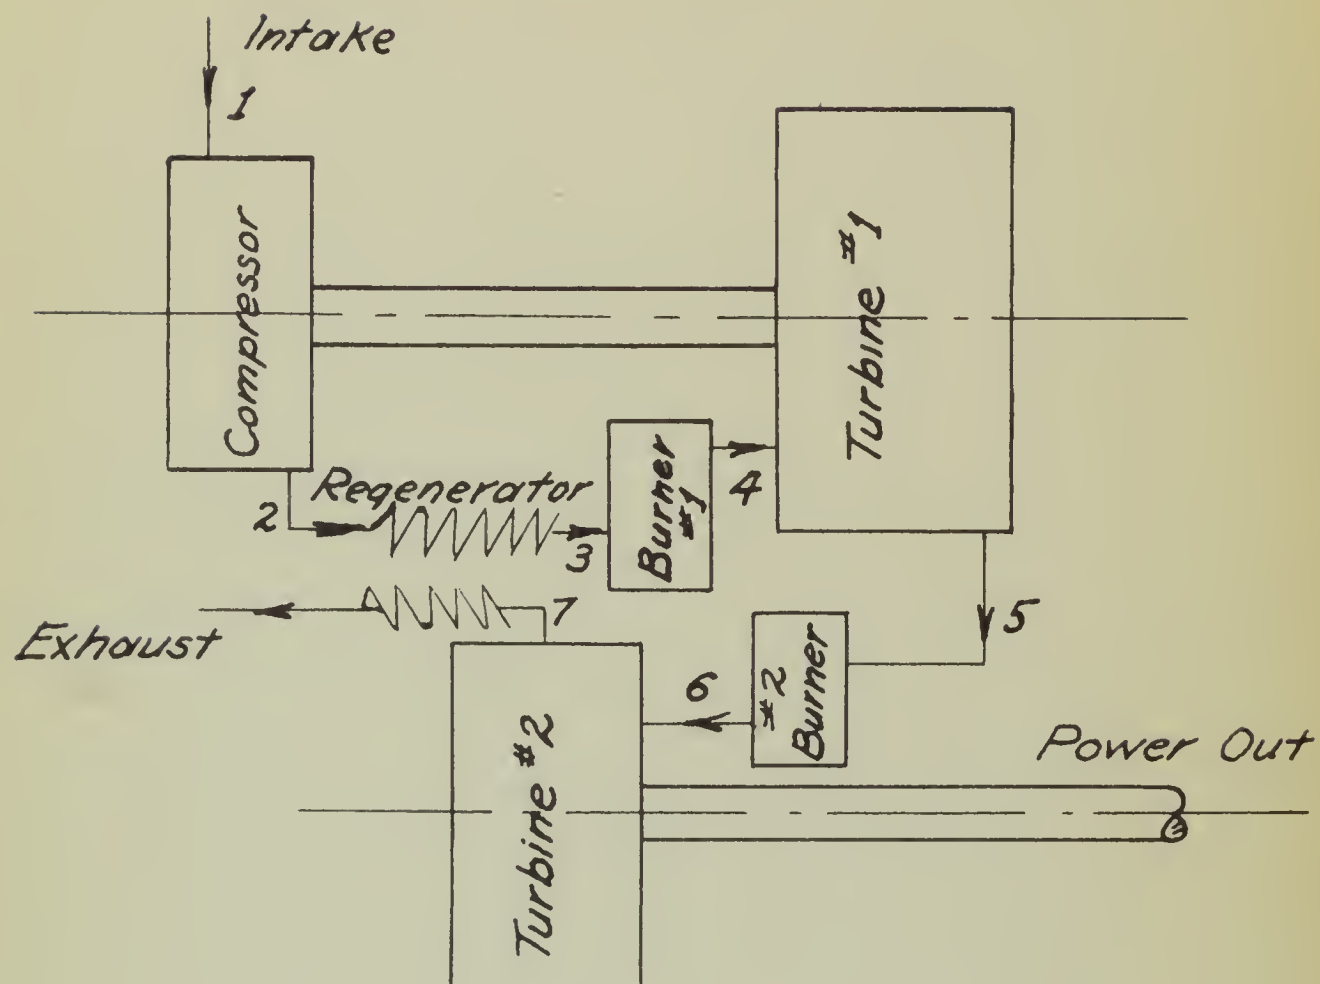 Intake
1
Compressor
Turbine #1
Regenerator
2
3
Burner
#1
4
5
Exhaust
7
6
#2
Burner
Turbine #2
Power Out